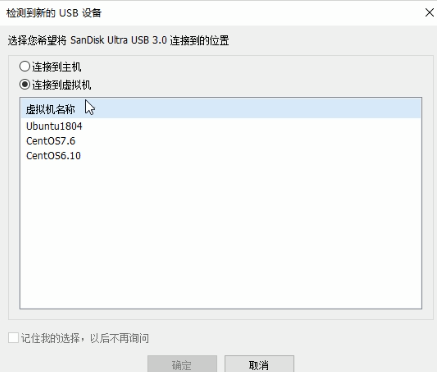 检测到新的 USB 设备
选择您希望将 SanDisk Ultra USB 3.0 连接到的位置
连接到主机
连接到虚拟机
虚拟机名称
Ubuntu1804
CentOS7.6
CentOS6.10
记住我的选择，以后不再询问
确定
取消